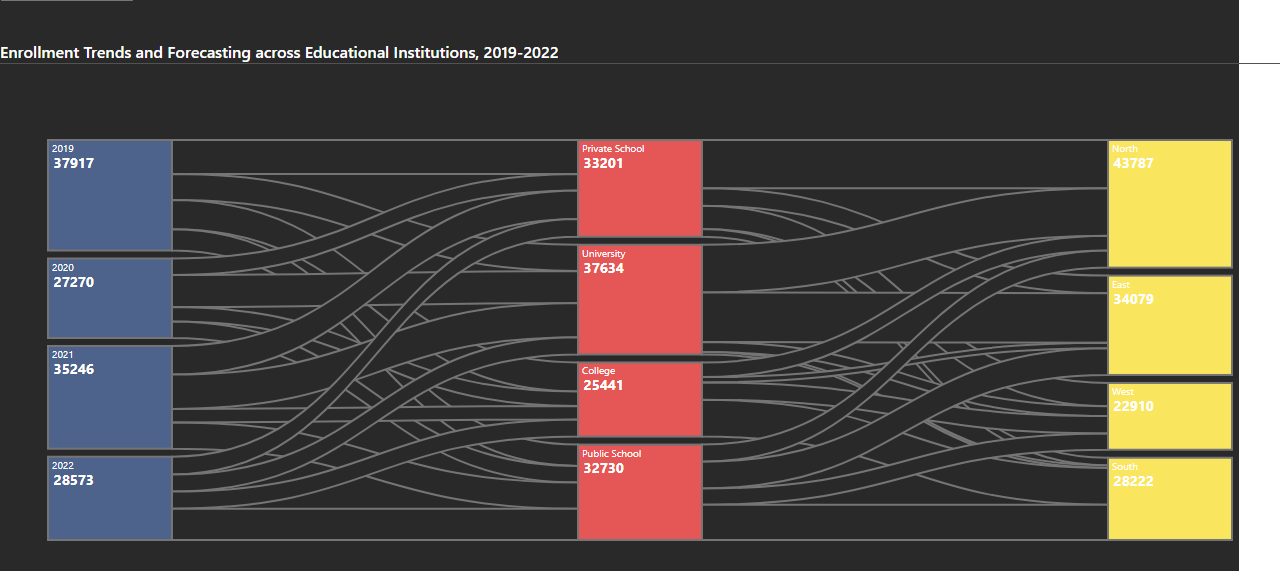 Enrollment Trends and Forecasting across Educational Institutions, 2019-2022
2019
37917
2020
27270
2021
35246
2022
28573
Private School
33201
University
37634
College
25441
Public School
32730
North
43787
East
34079
West
22910
South
28222